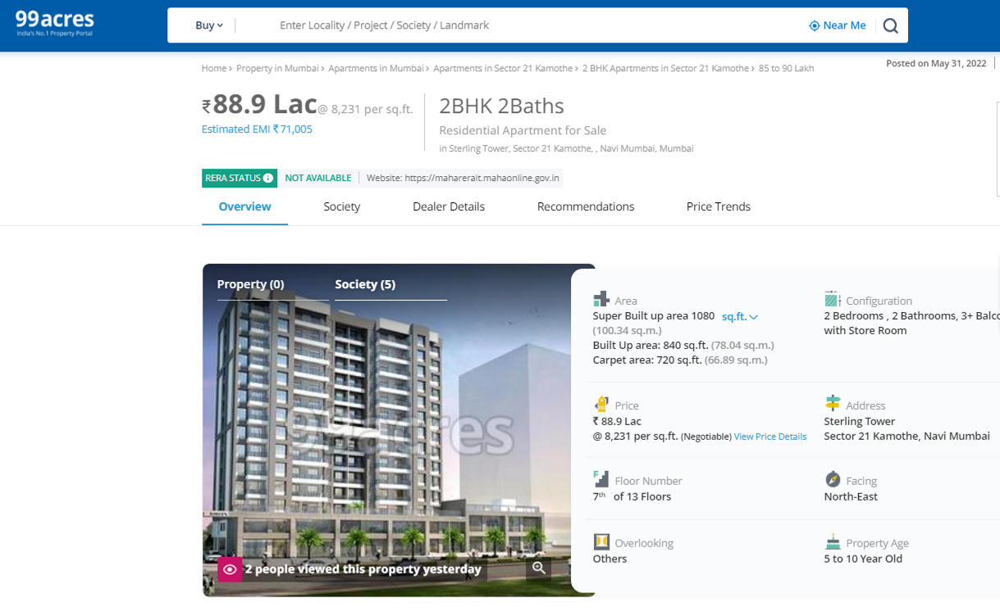 99acres
India's No.1 Property Portal
Buy
Enter Locality / Project / Society / Landmark
Near Me
Home › Property in Mumbai › Apartments in Mumbai › Apartments in Sector 21 Kamothe › 2 BHK Apartments in Sector 21 Kamothe › 85 to 90 Lakh
Posted on May 31, 2022
₹88.9 Lac @ 8,231 per sq.ft.
Estimated EMI ₹71,005
2BHK 2Baths
Residential Apartment for Sale
in Sterling Tower, Sector 21 Kamothe, , Navi Mumbai, Mumbai
RERA STATUS NOT AVAILABLE Website: https://maharerait.mahaonline.gov.in
Overview Society Dealer Details Recommendations Price Trends
Property (0) Society (5)
99acres
2 people viewed this property yesterday
Area
Super Built up area 1080 sq.ft.
(100.34 sq.m.)
Built Up area: 840 sq.ft. (78.04 sq.m.)
Carpet area: 720 sq.ft. (66.89 sq.m.)
Configuration
2 Bedrooms , 2 Bathrooms, 3+ Balco
with Store Room
Price
₹ 88.9 Lac
@ 8,231 per sq.ft. (Negotiable) View Price Details
Address
Sterling Tower
Sector 21 Kamothe, Navi Mumbai
Floor Number
7th of 13 Floors
Facing
North-East
Overlooking
Others
Property Age
5 to 10 Year Old